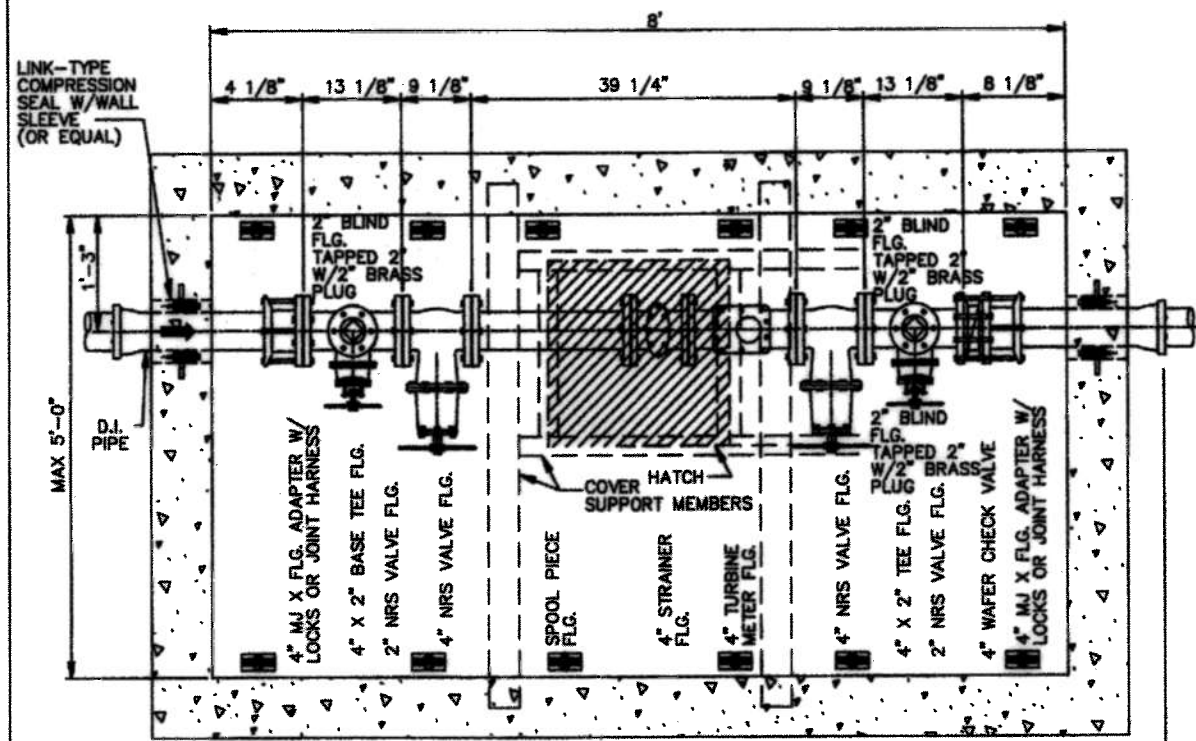 8'
LINK-TYPE
COMPRESSION
SEAL W/WALL
SLEEVE
(OR EQUAL)
4 1/8"
13 1/8"
9 1/8"
39 1/4"
9 1/8"
13 1/8"
8 1/8"
1'-3"
MAX 5'-0"
2" BLIND
FLG.
TAPPED 2"
W/2" BRASS
PLUG
2" BLIND
FLG.
TAPPED 2"
W/2" BRASS
PLUG
D.I.
PIPE
2" BLIND
FLG.
TAPPED 2"
W/2" BRASS
PLUG
HATCH
COVER
SUPPORT MEMBERS
4" MJ X FLG. ADAPTER W/
LOCKS OR JOINT HARNESS
4" X 2" BASE TEE FLG.
2" NRS VALVE FLG.
4" NRS VALVE FLG.
SPOOL PIECE
FLG.
4" STRAINER
FLG.
4" TURBINE
METER FLG.
4" NRS VALVE FLG.
4" X 2" TEE FLG.
2" NRS VALVE FLG.
4" WAFER CHECK VALVE
4" MJ X FLG. ADAPTER W/
LOCKS OR JOINT HARNESS